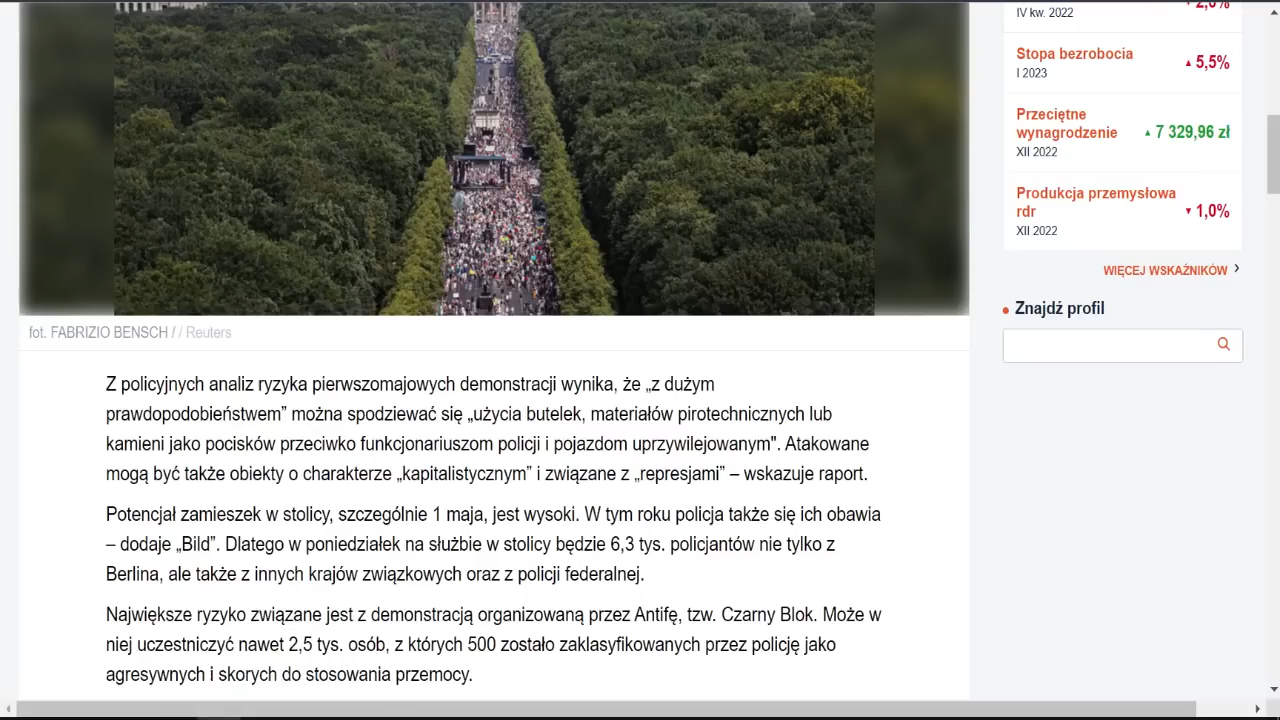 2,0%
IV kw. 2022
Stopa bezrobocia
5,5%
I 2023
Przeciętne
wynagrodzenie
7 329,96 zł
XII 2022
Produkcja przemysłowa
rdr
1,0%
XII 2022
WIĘCEJ WSKAŹNIKÓW
Znajdź profil
fot. FABRIZIO BENSCH / / Reuters
Z policyjnych analiz ryzyka pierwszomajowych demonstracji wynika, że „z dużym
prawdopodobieństwem” można spodziewać się „użycia butelek, materiałów pirotechnicznych lub
kamieni jako pocisków przeciwko funkcjonariuszom policji i pojazdom uprzywilejowanym". Atakowane
mogą być także obiekty o charakterze „kapitalistycznym” i związane z „represjami” – wskazuje raport.
Potencjał zamieszek w stolicy, szczególnie 1 maja, jest wysoki. W tym roku policja także się ich obawia
– dodaje „Bild”. Dlatego w poniedziałek na służbie w stolicy będzie 6,3 tys. policjantów nie tylko z
Berlina, ale także z innych krajów związkowych oraz z policji federalnej.
Największe ryzyko związane jest z demonstracją organizowaną przez Antifę, tzw. Czarny Blok. Może w
niej uczestniczyć nawet 2,5 tys. osób, z których 500 zostało zaklasyfikowanych przez policję jako
agresywnych i skorych do stosowania przemocy.